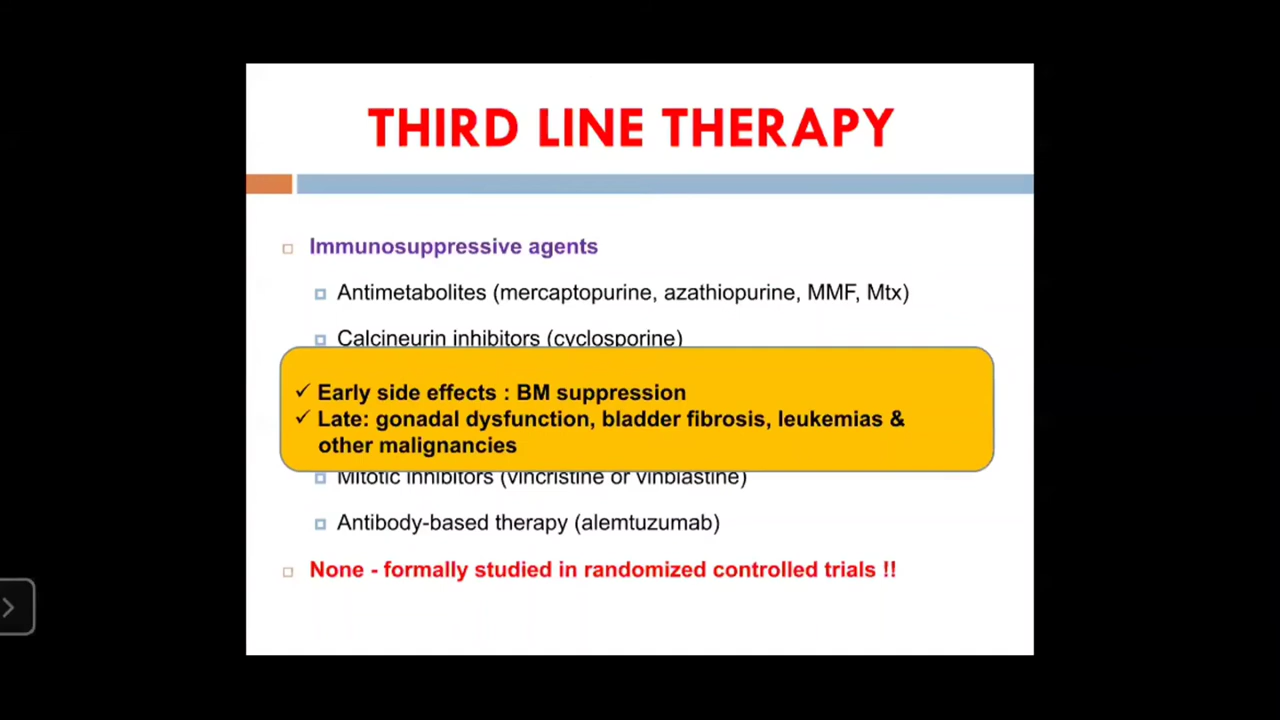 THIRD LINE THERAPY
Immunosuppressive agents
Antimetabolites (mercaptopurine, azathiopurine, MMF, Mtx)
Calcineurin inhibitors (cyclosporine)
✓ Early side effects : BM suppression
✓ Late: gonadal dysfunction, bladder fibrosis, leukemias &
other malignancies
Mitotic inhibitors (vincristine or vinblastine)
Antibody-based therapy (alemtuzumab)
None - formally studied in randomized controlled trials !!